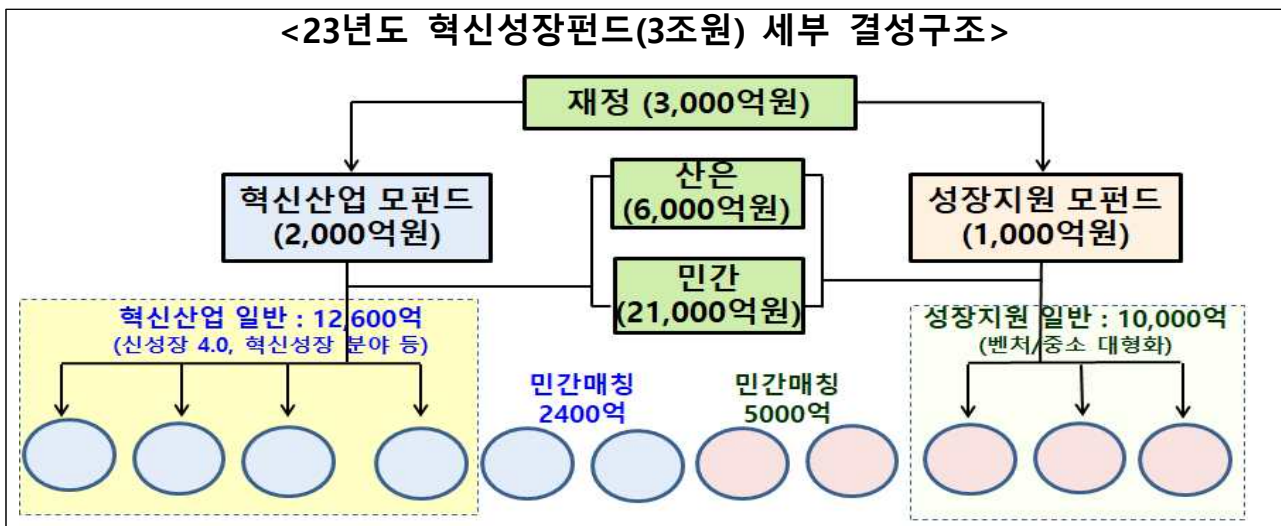 <23년도 혁신성장펀드(3조원) 세부 결성구조>
재정 (3,000억원)
혁신산업 모펀드
(2,000억원)
산은
(6,000억원)
성장지원 모펀드
(1,000억원)
민간
(21,000억원)
혁신산업 일반 : 12,600억
(신성장 4.0, 혁신성장 분야 등)
성장지원 일반 : 10,000억
(벤처/중소 대형화)
민간매칭
2400억
민간매칭
5000억